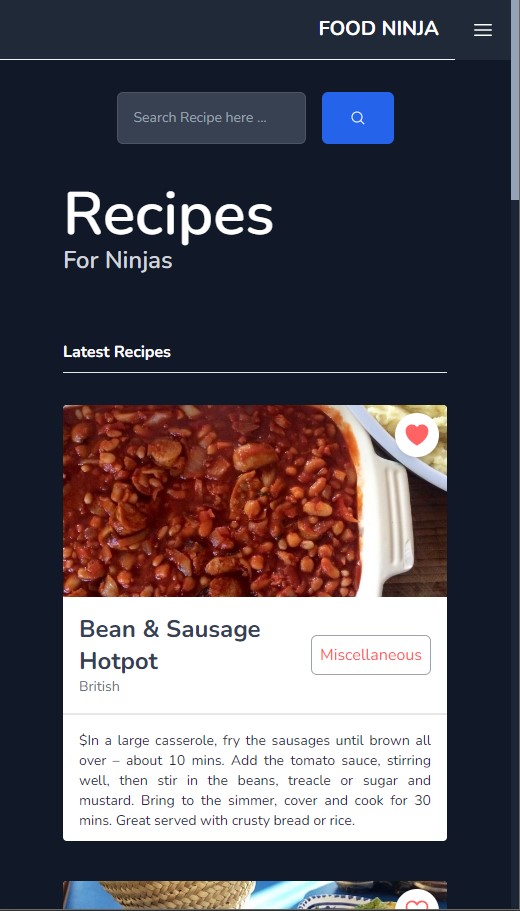 FOOD NINJA
Search Recipe here ...
Recipes
For Ninjas
Latest Recipes
Bean & Sausage
Hotpot
British
Miscellaneous
$In a large casserole, fry the sausages until brown all
over – about 10 mins. Add the tomato sauce, stirring
well, then stir in the beans, treacle or sugar and
mustard. Bring to the simmer, cover and cook for 30
mins. Great served with crusty bread or rice.